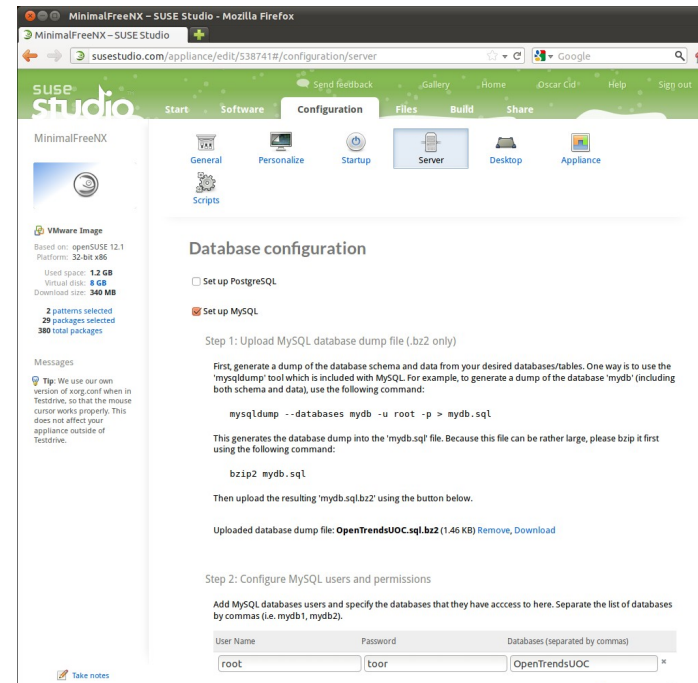 MinimalFreeNX – SUSE Studio - Mozilla Firefox
MinimalFreeNX – SUSE Studio
susestudio.com/appliance/edit/538741#/configuration/server
Google
SUSE studio
Send feedback Gallery Home Oscar Cid Help Sign out
Start Software Configuration Files Build Share
MinimalFreeNX
General Personalize Startup Server Desktop Appliance
Scripts
VMware Image
Based on: openSUSE 12.1
Platform: 32-bit x86
Used space: 1.2 GB
Virtual disk: 8 GB
Download size: 340 MB
2 patterns selected
29 packages selected
380 total packages
Messages
Tip: We use our own
version of xorg.conf when in
Testdrive, so that the mouse
cursor works properly. This
does not affect your
appliance outside of
Testdrive.
Take notes
Database configuration
Set up PostgreSQL
Set up MySQL
Step 1: Upload MySQL database dump file (.bz2 only)
First, generate a dump of the database schema and data from your desired databases/tables. One way is to use the
'mysqldump' tool which is included with MySQL. For example, to generate a dump of the database 'mydb' (including
both schema and data), use the following command:
mysqldump --databases mydb -u root -p > mydb.sql
This generates the database dump into the 'mydb.sql' file. Because this file can be rather large, please bzip it first
using the following command:
bzip2 mydb.sql
Then upload the resulting 'mydb.sql.bz2' using the button below.
Uploaded database dump file: OpenTrendsUOC.sql.bz2 (1.46 KB) Remove, Download
Step 2: Configure MySQL users and permissions
Add MySQL databases users and specify the databases that they have acccess to here. Separate the list of databases
by commas (i.e. mydb1, mydb2).
User Name Password Databases (separated by commas)
root toor OpenTrendsUOC